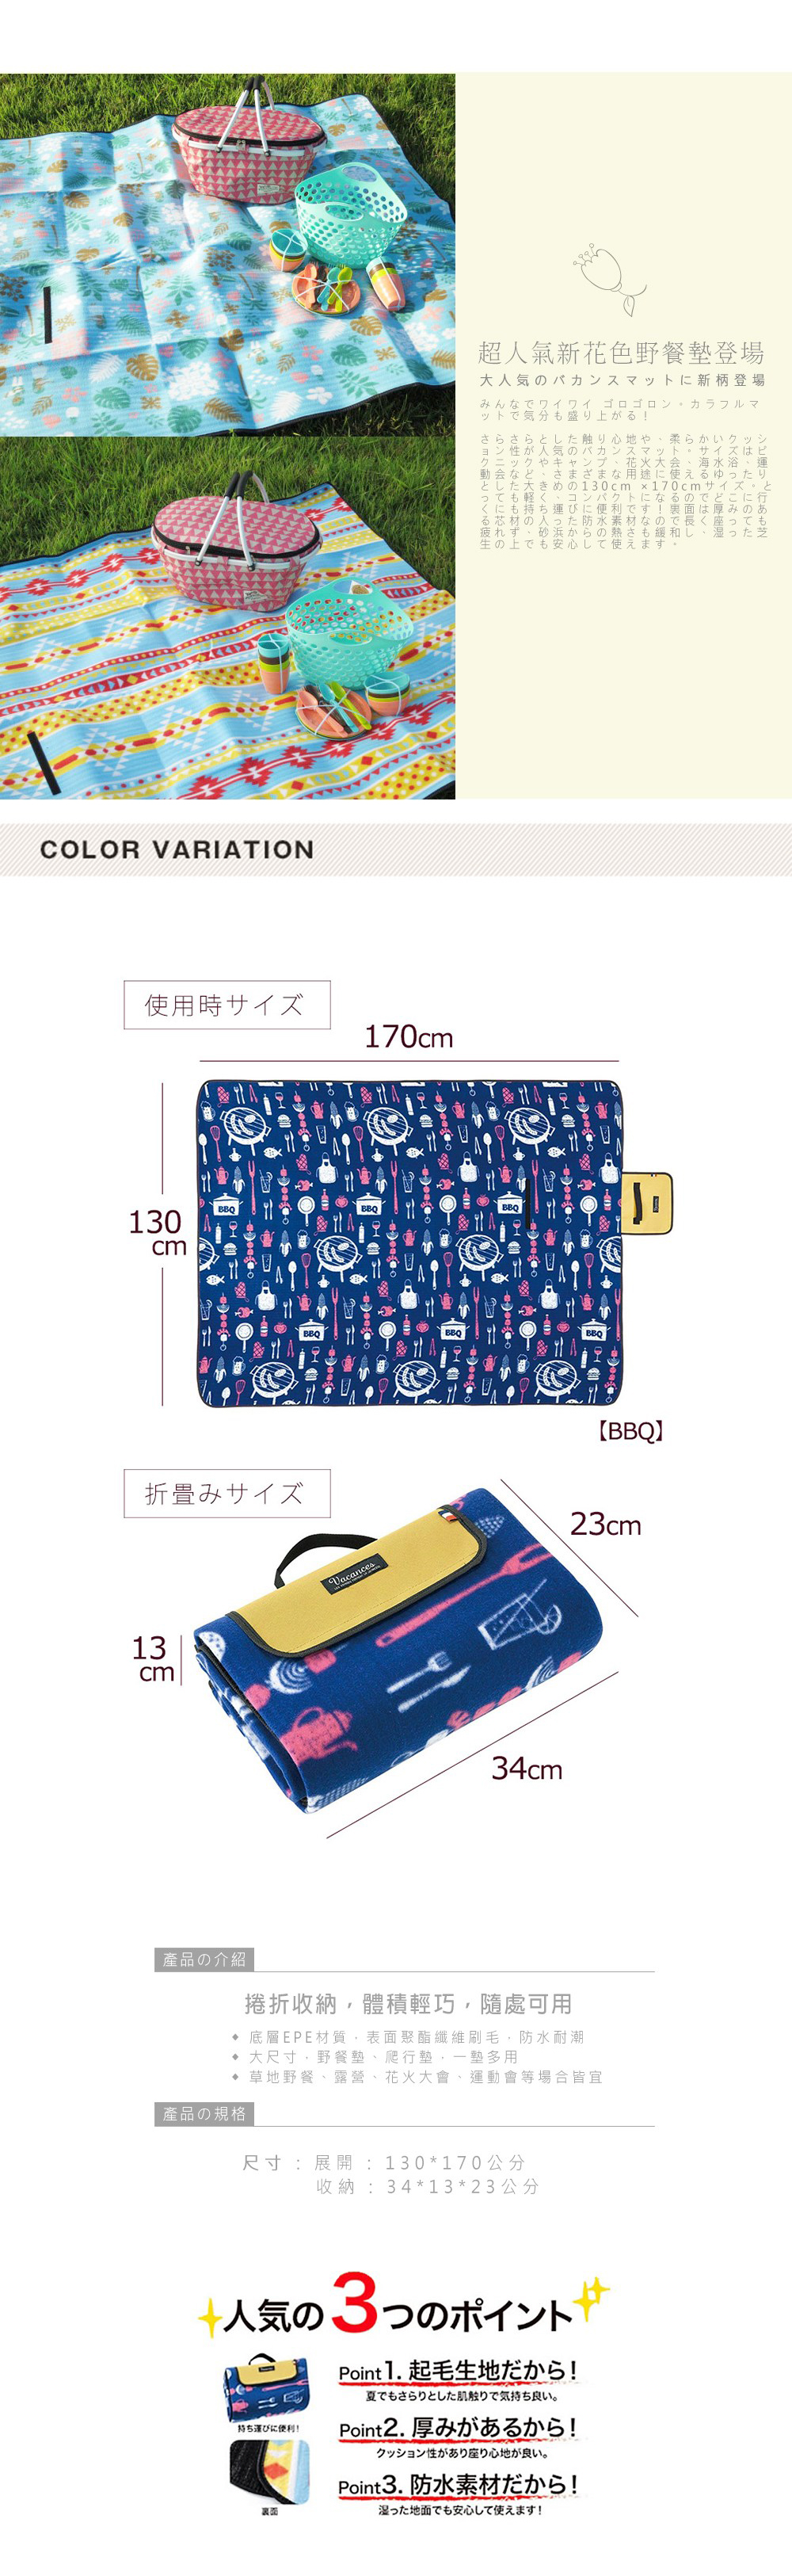 超人氣新花色野餐墊登場
大人気のバカンスマットに新柄登場
みんなでワイワイ ゴロゴロン。カラフルマ
ットで気分も盛り上がる!
さらさらとした触り心地や、柔らかいクッシ
ョン性が人気のバカンスマット。サイズはピ
クニックやキャンプ、花火大会、海水浴、運
動会など、さまざまな用途に使えるゆったり
とした大きめの130cm ×170cmサイズ。と
っても軽く、コンパクトになるのでどこに行
くにも持ち運びに便利です!裏面は厚みのあ
る芯材の入った防水素材なので長く座っても
疲れず、砂浜からの熱さも緩和し、湿った芝
生の上でも安心して使えます。
COLOR VARIATION
使用時サイズ
170cm
130
cm
BBQ
BBQ
BBQ
BBQ
BBQ
BBQ
【BBQ】
折畳みサイズ
23cm
Vacances
13
cm
34cm
產品の介紹
捲折收納，體積輕巧，隨處可用
◆ 底層EPE材質，表面聚酯纖維刷毛，防水耐潮
◆ 大尺寸，野餐墊、爬行墊，一墊多用
◆ 草地野餐、露營、花火大會、運動會等場合皆宜
產品の規格
尺寸：展開：130*170公分
收納：34*13*23公分
人気の3つのポイント
Point1. 起毛生地だから!
夏でもさらりとした肌触りで気持ち良い。
持ち運びに便利!
Point2. 厚みがあるから!
クッション性があり座り心地が良い。
Point3. 防水素材だから!
湿った地面でも安心して使えます!
裏面